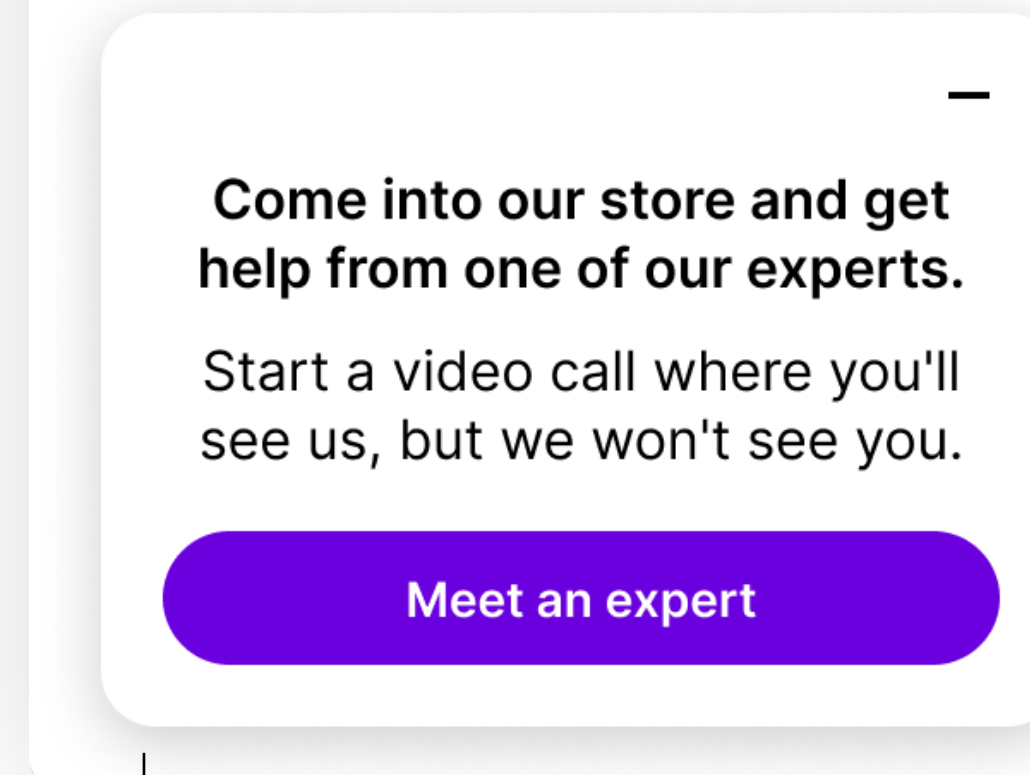 Come into our store and get
help from one of our experts.
Start a video call where you'll
see us, but we won't see you.
Meet an expert